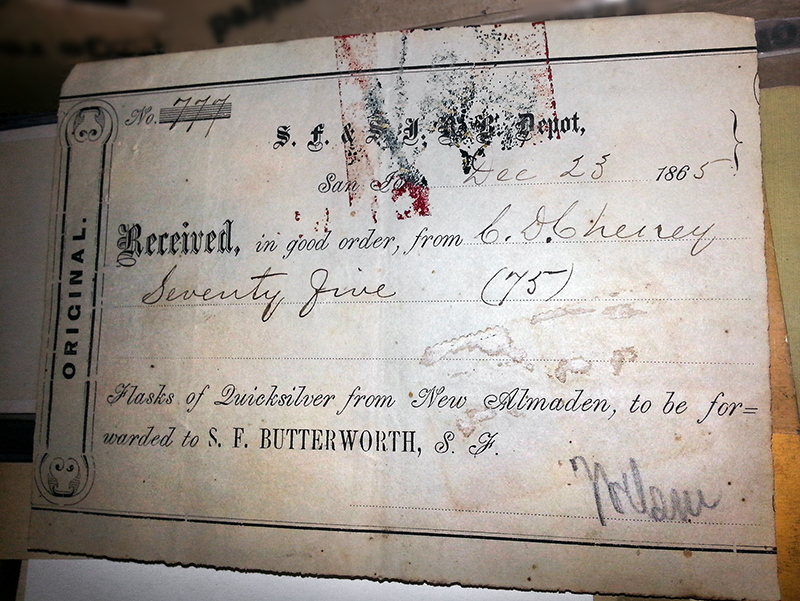 ORIGINAL.
No. 777
S. F. & S. J. R. R. Depot,
San Jose Dec 23 1865
Received, in good order, from C. D. Cheney
Seventy five (75)
Flasks of Quicksilver from New Almaden, to be for=
warded to S. F. BUTTERWORTH, S. F.